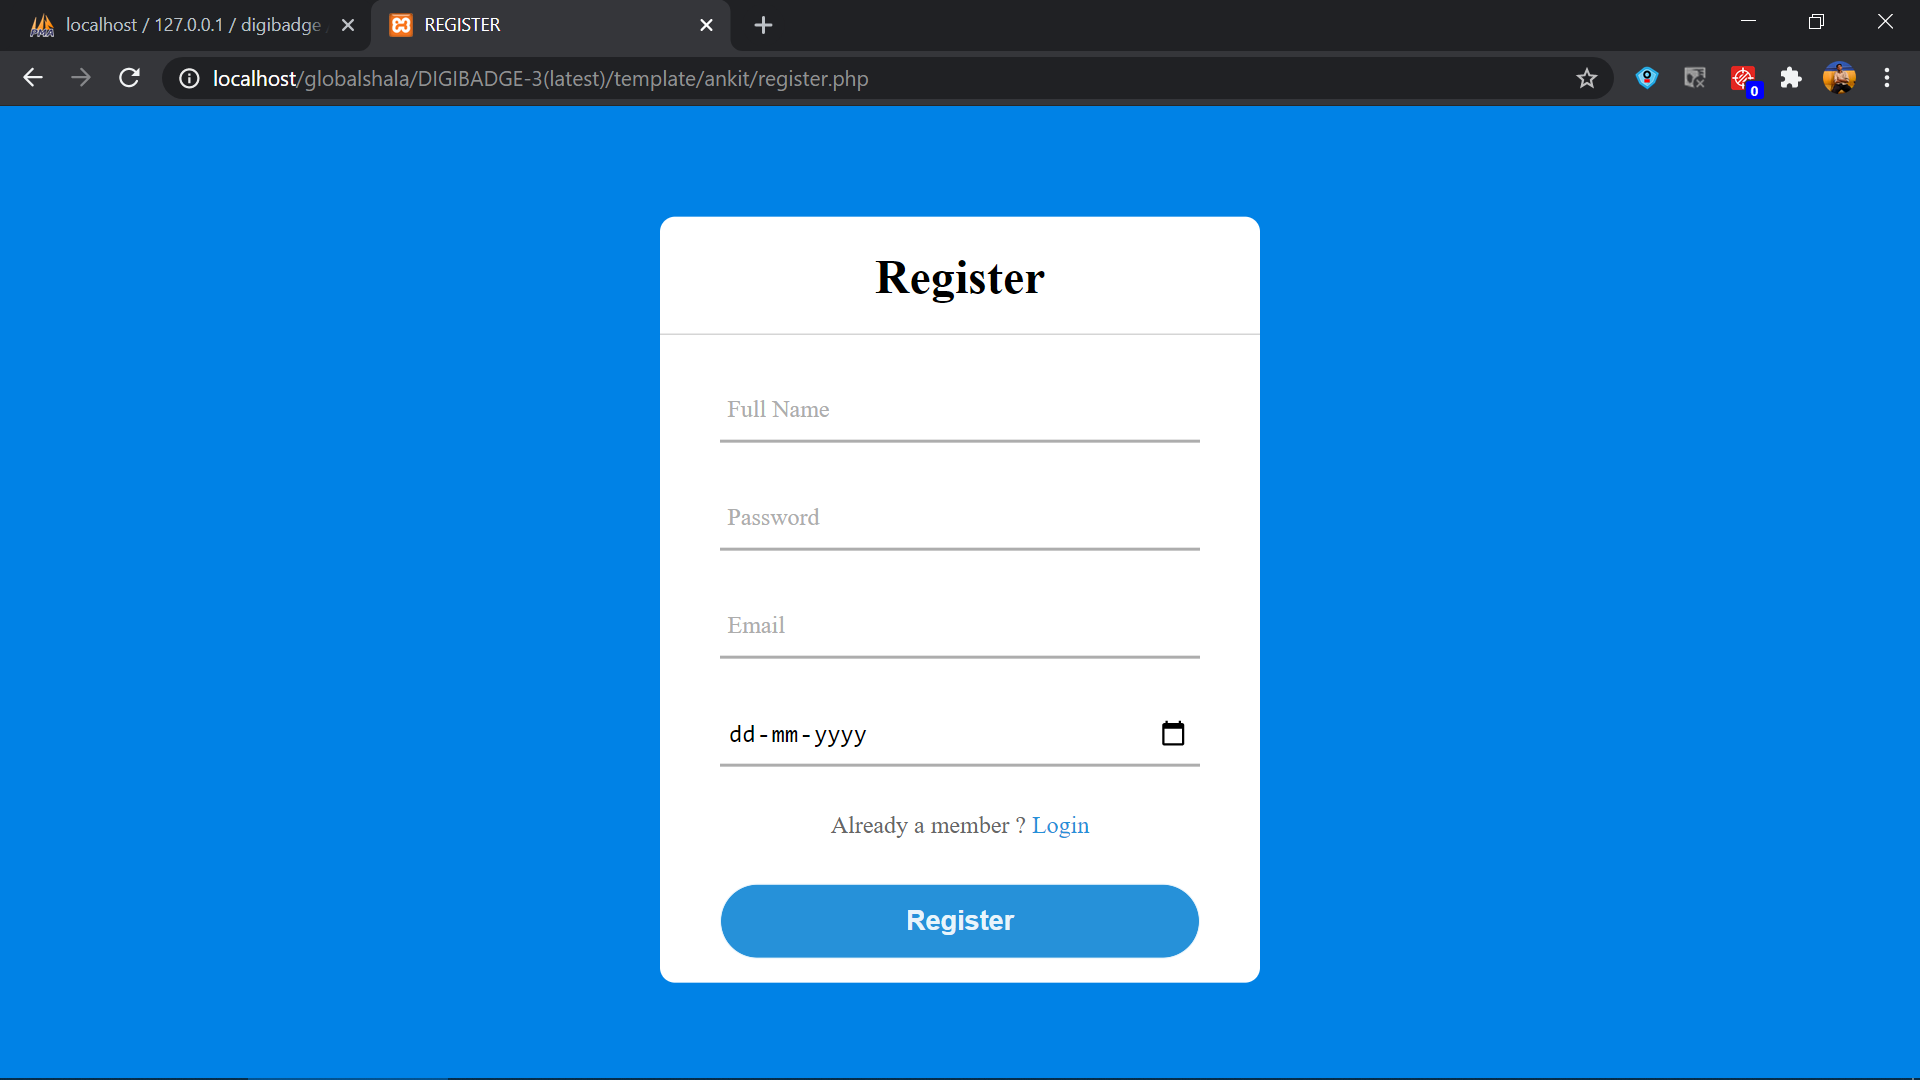 localhost / 127.0.0.1 / digibadge
REGISTER
localhost/globalshala/DIGIBADGE-3(latest)/template/ankit/register.php
0
Register
Full Name
Password
Email
dd-mm-yyyy
Already a member ? Login
Register